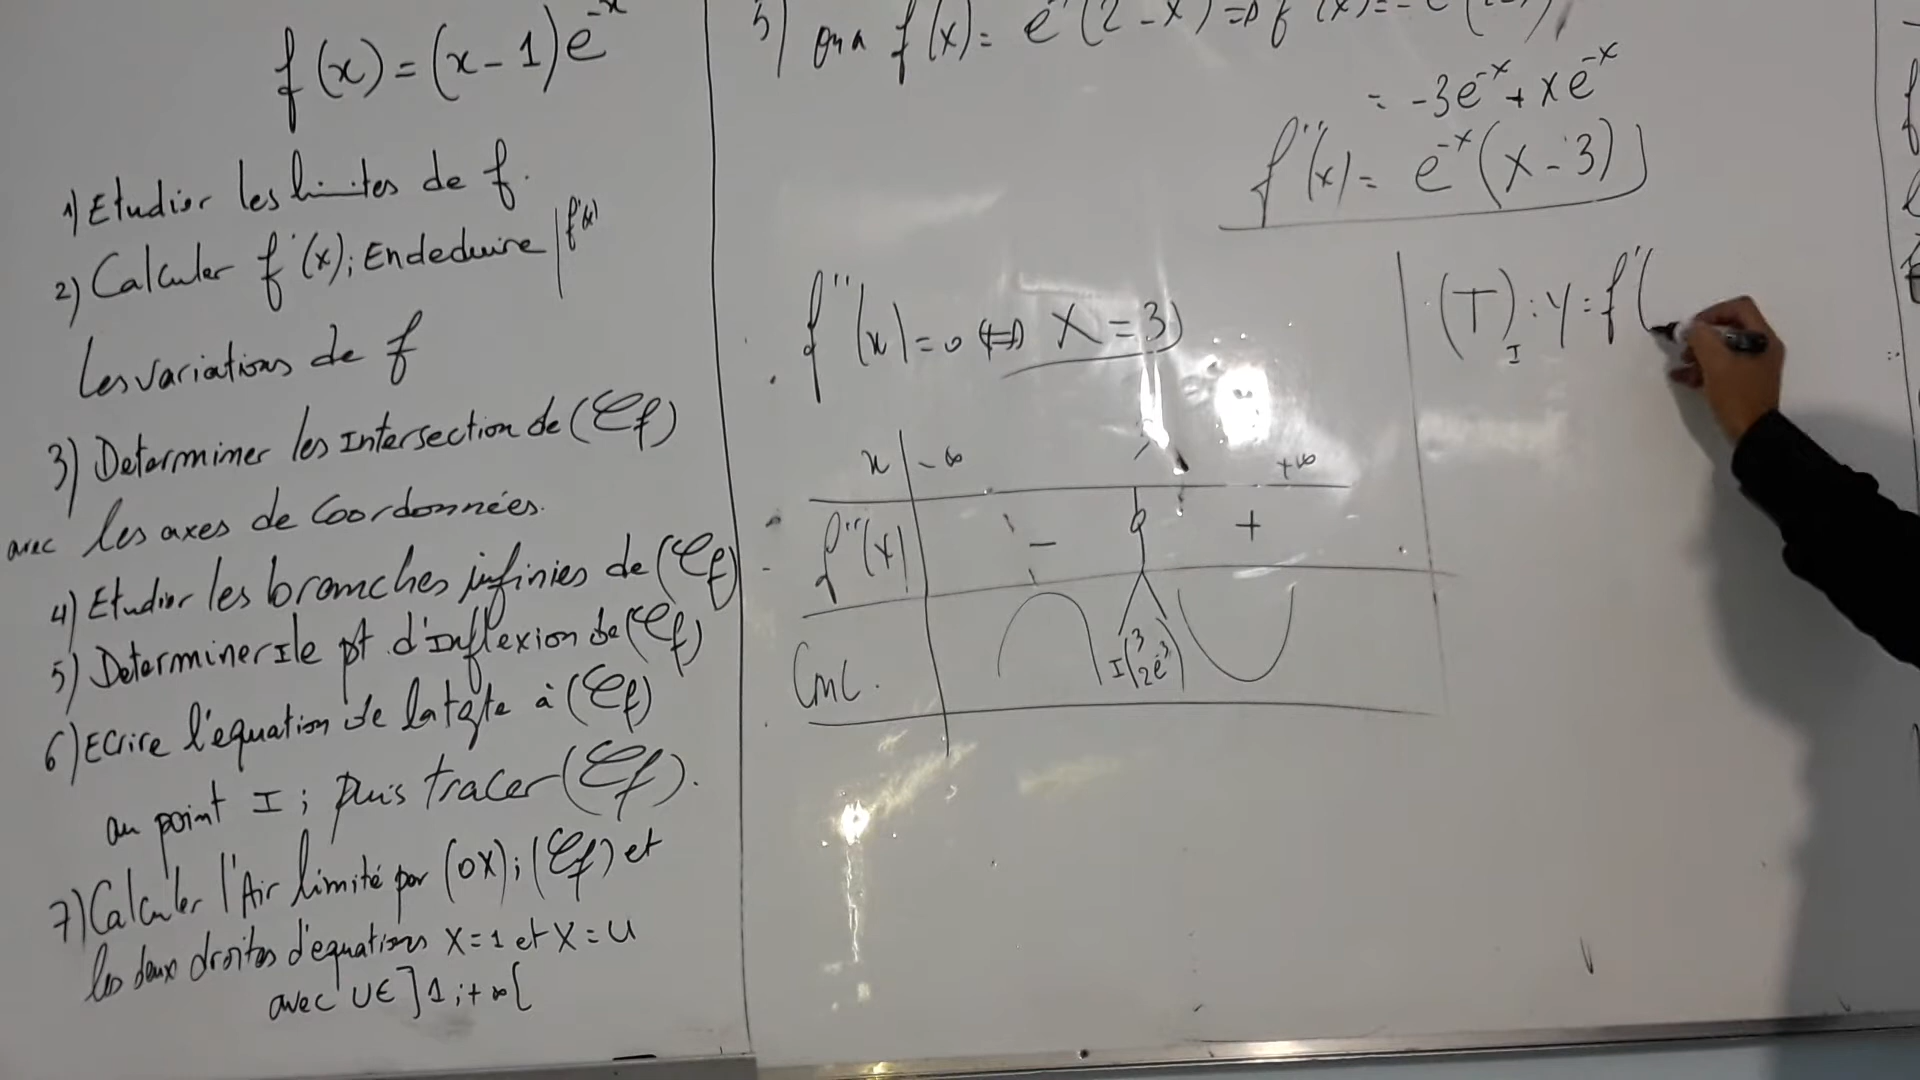 f(x) = (x-1)e^-x
1) Etudier les limites de f.
2) Calculer f'(x); En deduire | f'(x)
les variations de f
3) Determiner les Intersection de (Cf)
avec les axes de Coordonnées.
4) Etudier les branches infinies de (Cf)
5) Determiner I le pt d'Inflexion de (Cf)
6) Ecrire l'équation de la tgte à (Cf)
au point I ; puis tracer (Cf).
7) Calculer l'Air limité par (OX); (Cf) et
les deux droites d'equations X=1 et X=U
avec U∈]1;+∞[
5) on a f'(x) = e^-x (2-x) =>
= -3e^-x + xe^-x
f''(x) = e^-x (x-3)
f''(x) = 0 <=> X = 3
x -∞ 3 +∞
f''(x) - 0 +
Cnc. I(3 2e^-3)
(T)I : y = f'(